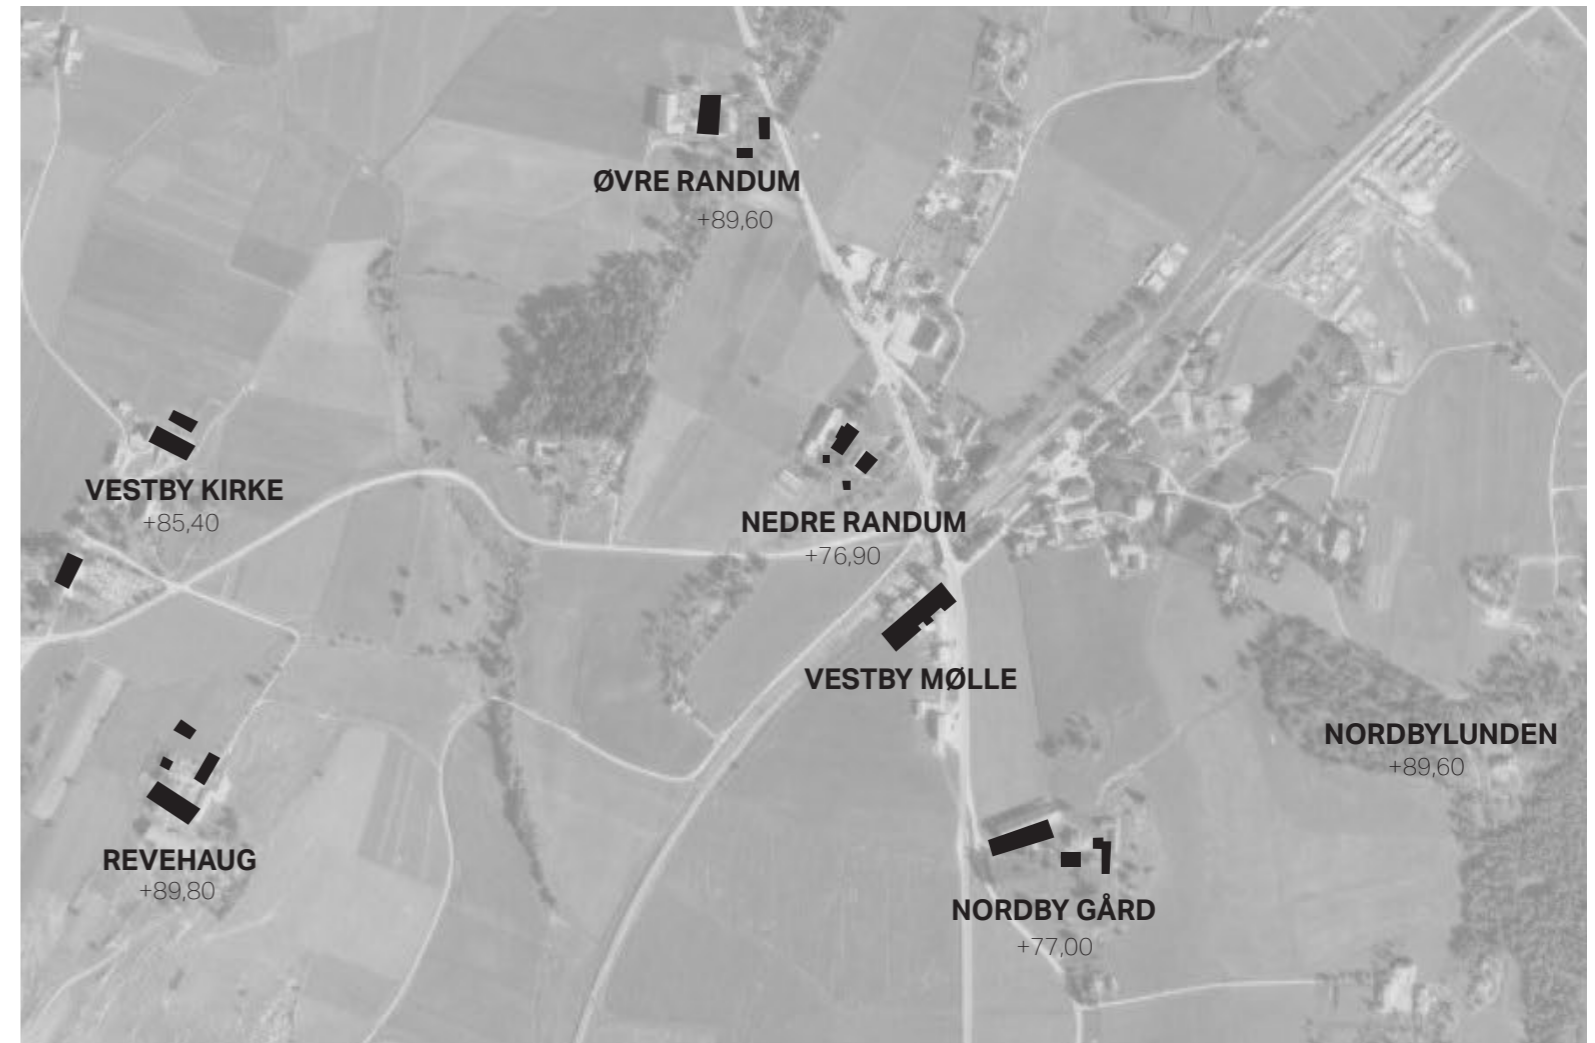 ØVRE RANDUM
+89,60
VESTBY KIRKE
+85,40
NEDRE RANDUM
+76,90
VESTBY MØLLE
NORDBYLUNDEN
+89,60
REVEHAUG
+89,80
NORDBY GÅRD
+77,00